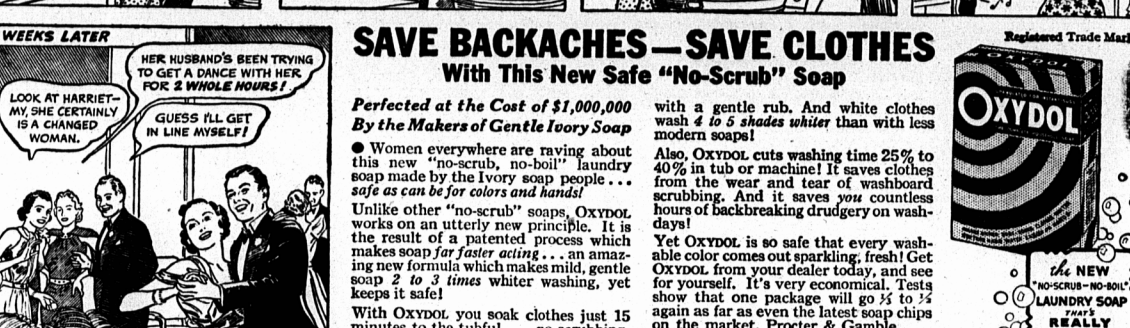 WEEKS LATER
LOOK AT HARRIET—
MY, SHE CERTAINLY
IS A CHANGED
WOMAN.
HER HUSBAND'S BEEN TRYING
TO GET A DANCE WITH HER
FOR 2 WHOLE HOURS!
GUESS I'LL GET
IN LINE MYSELF!
SAVE BACKACHES—SAVE CLOTHES
With This New Safe "No-Scrub" Soap
Perfected at the Cost of $1,000,000
By the Makers of Gentle Ivory Soap
● Women everywhere are raving about
this new "no-scrub, no-boil" laundry
soap made by the Ivory soap people...
safe as can be for colors and hands!
Unlike other "no-scrub" soaps, OXYDOL
works on an utterly new principle. It is
the result of a patented process which
makes soap far faster acting... an amaz-
ing new formula which makes mild, gentle
soap 2 to 3 times whiter washing, yet
keeps it safe!
With OXYDOL you soak clothes just 15
minutes to the tubful
with a gentle rub. And white clothes
wash 4 to 5 shades whiter than with less
modern soaps!
Also, OXYDOL cuts washing time 25% to
40% in tub or machine! It saves clothes
from the wear and tear of washboard
scrubbing. And it saves you countless
hours of backbreaking drudgery on wash-
days!
Yet OXYDOL is so safe that every wash-
able color comes out sparkling, fresh! Get
OXYDOL from your dealer today, and see
for yourself. It's very economical. Tests
show that one package will go to
again as far as even the latest soap chips
on the market. Procter & Gamble.
Registered Trade Mark
OXYDOL
the NEW
"NO-SCRUB-NO-BOIL"
LAUNDRY SOAP
THAT'S
REALLY